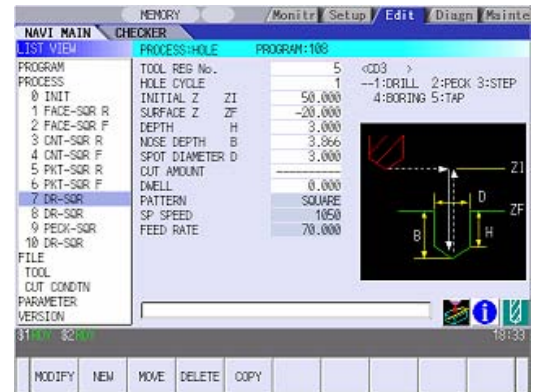 MEMORY Monitr Setup Edit Diagn Mainte
NAVI MAIN CHECKER
LIST VIEW PROCESS:HOLE PROGRAM:108
PROGRAM
PROCESS
0 INIT
1 FACE-SQR R
2 FACE-SQR F
3 CNT-SQR R
4 CNT-SQR F
5 PKT-SQR R
6 PKT-SQR F
7 DR-SQR
8 DR-SQR
9 PECK-SQR
10 DR-SQR
FILE
TOOL
CUT CONDTN
PARAMETER
VERSION
TOOL REG No. 5 <CD3 >
HOLE CYCLE 1 --1:DRILL 2:PECK 3:STEP
4:BORING 5:TAP
INITIAL Z ZI 50.000
SURFACE Z ZF -20.000
DEPTH H 3.000
NOSE DEPTH B 3.866
SPOT DIAMETER D 3.000
CUT AMOUNT ----------
DWELL 0.000
PATTERN SQUARE
SP SPEED 1050
FEED RATE 70.000
ZI
D
ZF
B
H
$1 RDY $2 RDY 18:33
MODIFY NEW MOVE DELETE COPY